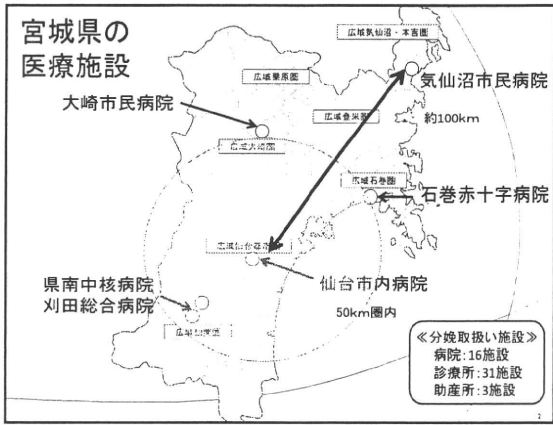 宮城県の
医療施設
広域気仙沼・本吉圏
気仙沼市民病院
広域栗原圏
大崎市民病院
広域登米圏
約100km
広域大崎圏
広域石巻圏
石巻赤十字病院
広域仙台都市圏
仙台市内病院
県南中核病院
刈田総合病院
50km圏内
広域仙南圏
≪分娩取扱い施設≫
病院:16施設
診療所:31施設
助産所:3施設
2